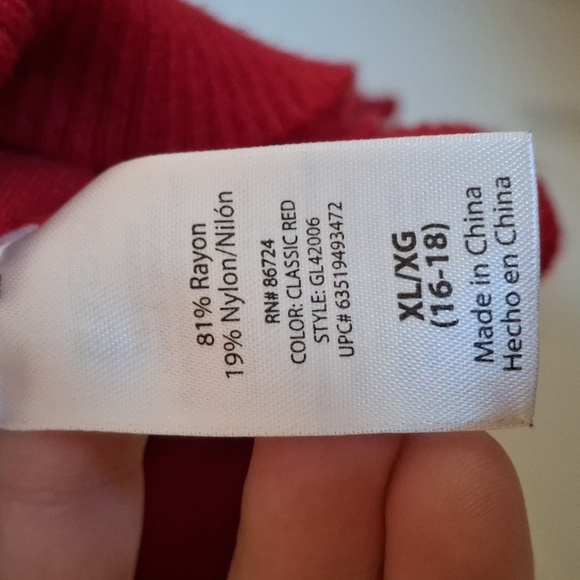 81% Rayon
19% Nylon/Nilón
RN# 86724
COLOR: CLASSIC RED
STYLE: GL42006
UPC# 63519493472
XL/XG
(16-18)
Made in China
Hecho en China